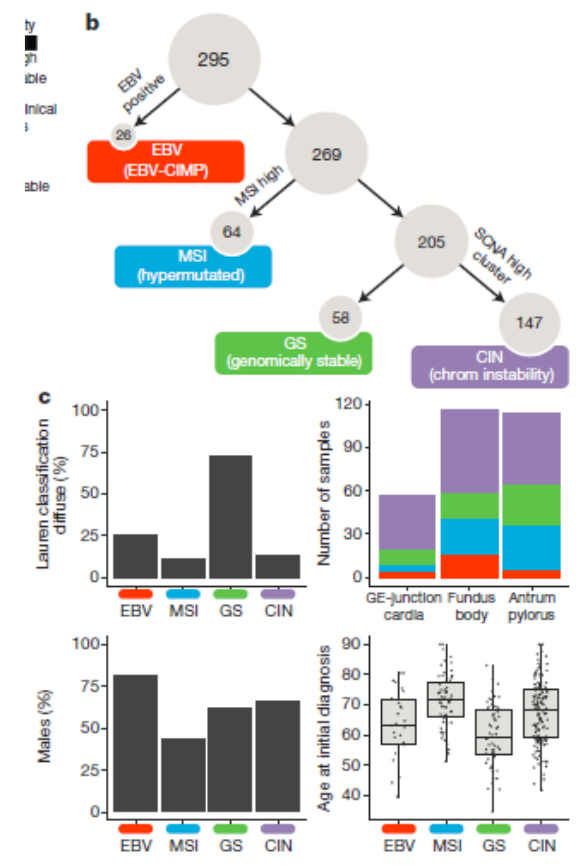 ty
b
gh
able
linical
s
able
295
EBV
positive
26
EBV
(EBV-CIMP)
269
MSI high
64
MSI
(hypermutated)
205
SCNA high
cluster
58
GS
(genomically stable)
147
CIN
(chrom instability)
c
Lauren classification
diffuse (%)
100
75
50
25
0
EBV MSI GS CIN
Number of samples
120
90
60
30
0
GE-junction Fundus Antrum
cardia body pylorus
Males (%)
100
75
50
25
0
EBV MSI GS CIN
Age at initial diagnosis
90
80
70
60
50
40
EBV MSI GS CIN